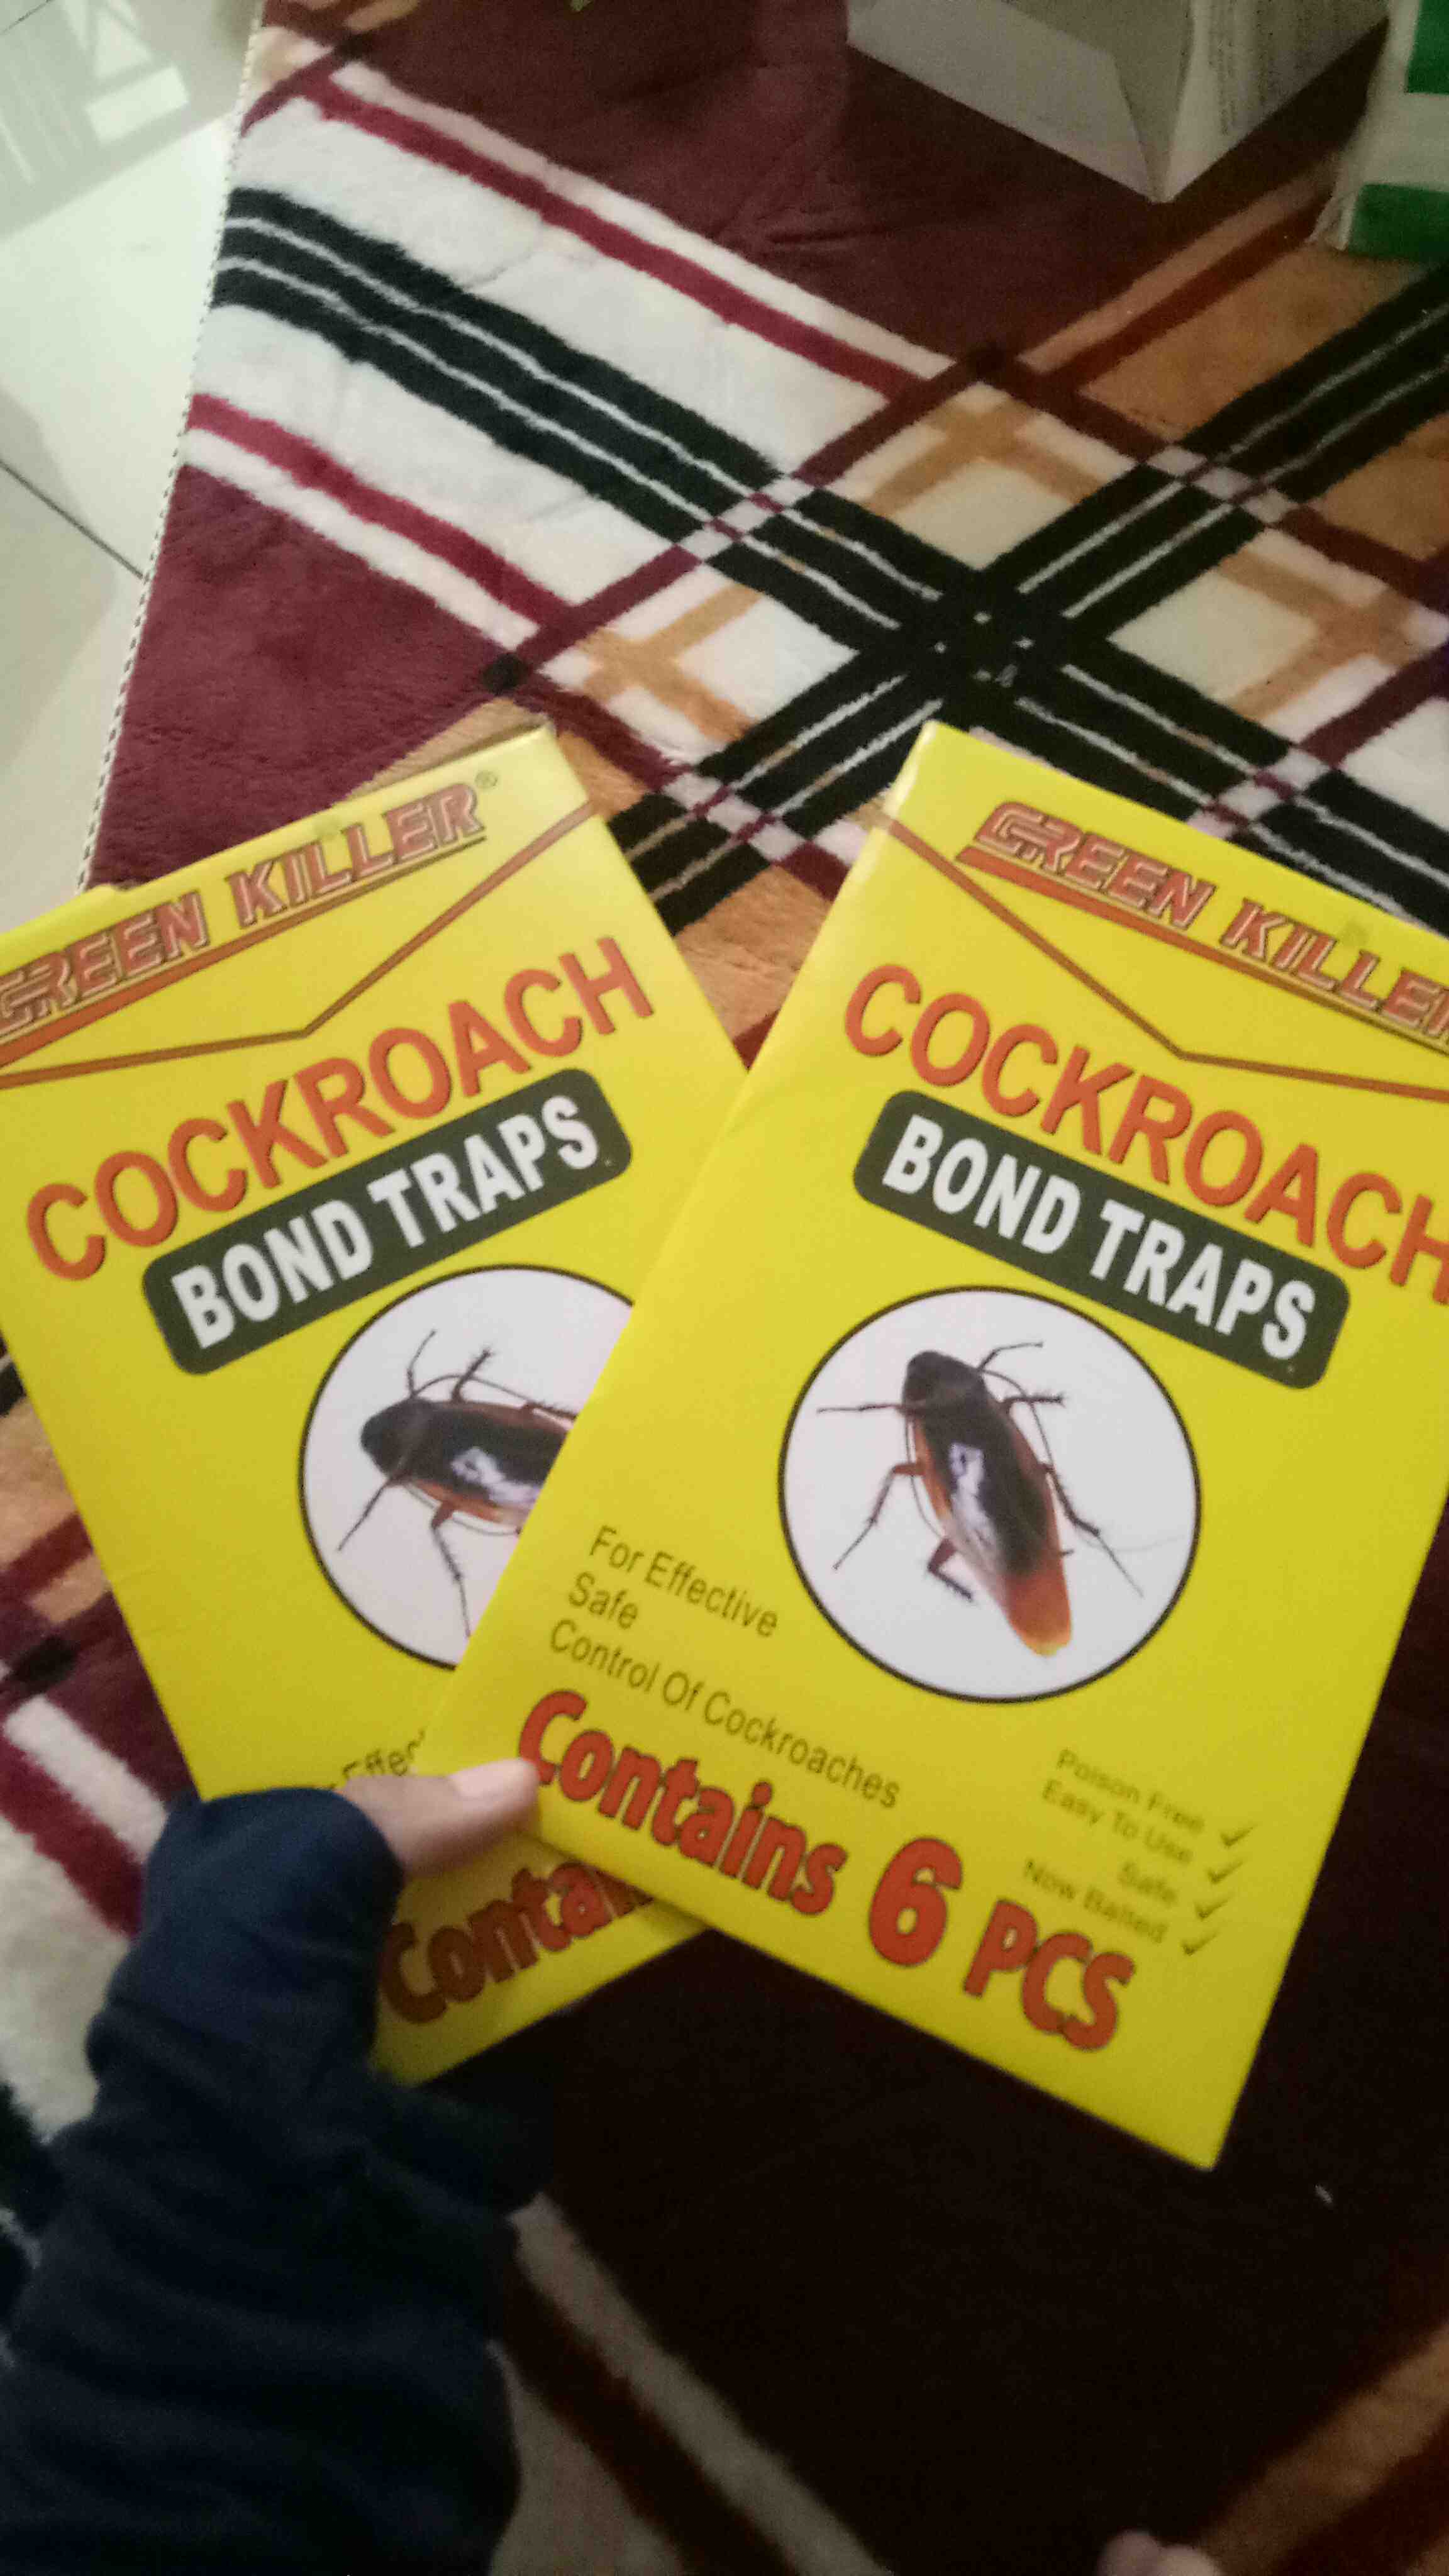 GREEN KILLER®
COCKROACH
BOND TRAPS
Contai
GREEN KILLER
COCKROACH
BOND TRAPS
For Effective
Safe
Control Of Cockroaches
Contains 6 PCS
Poison Free ✓
Easy To Use ✓
Safe ✓
Now Baited ✓